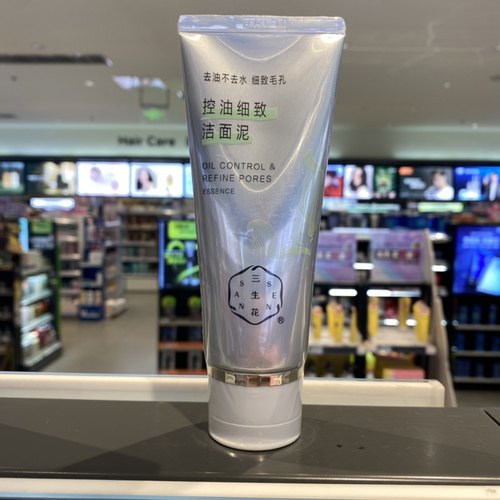 去油不去水 细致毛孔
控油细致
洁面泥
OIL CONTROL &
REFINE PORES
ESSENCE
三生花
SANSEN
®
Hair Care